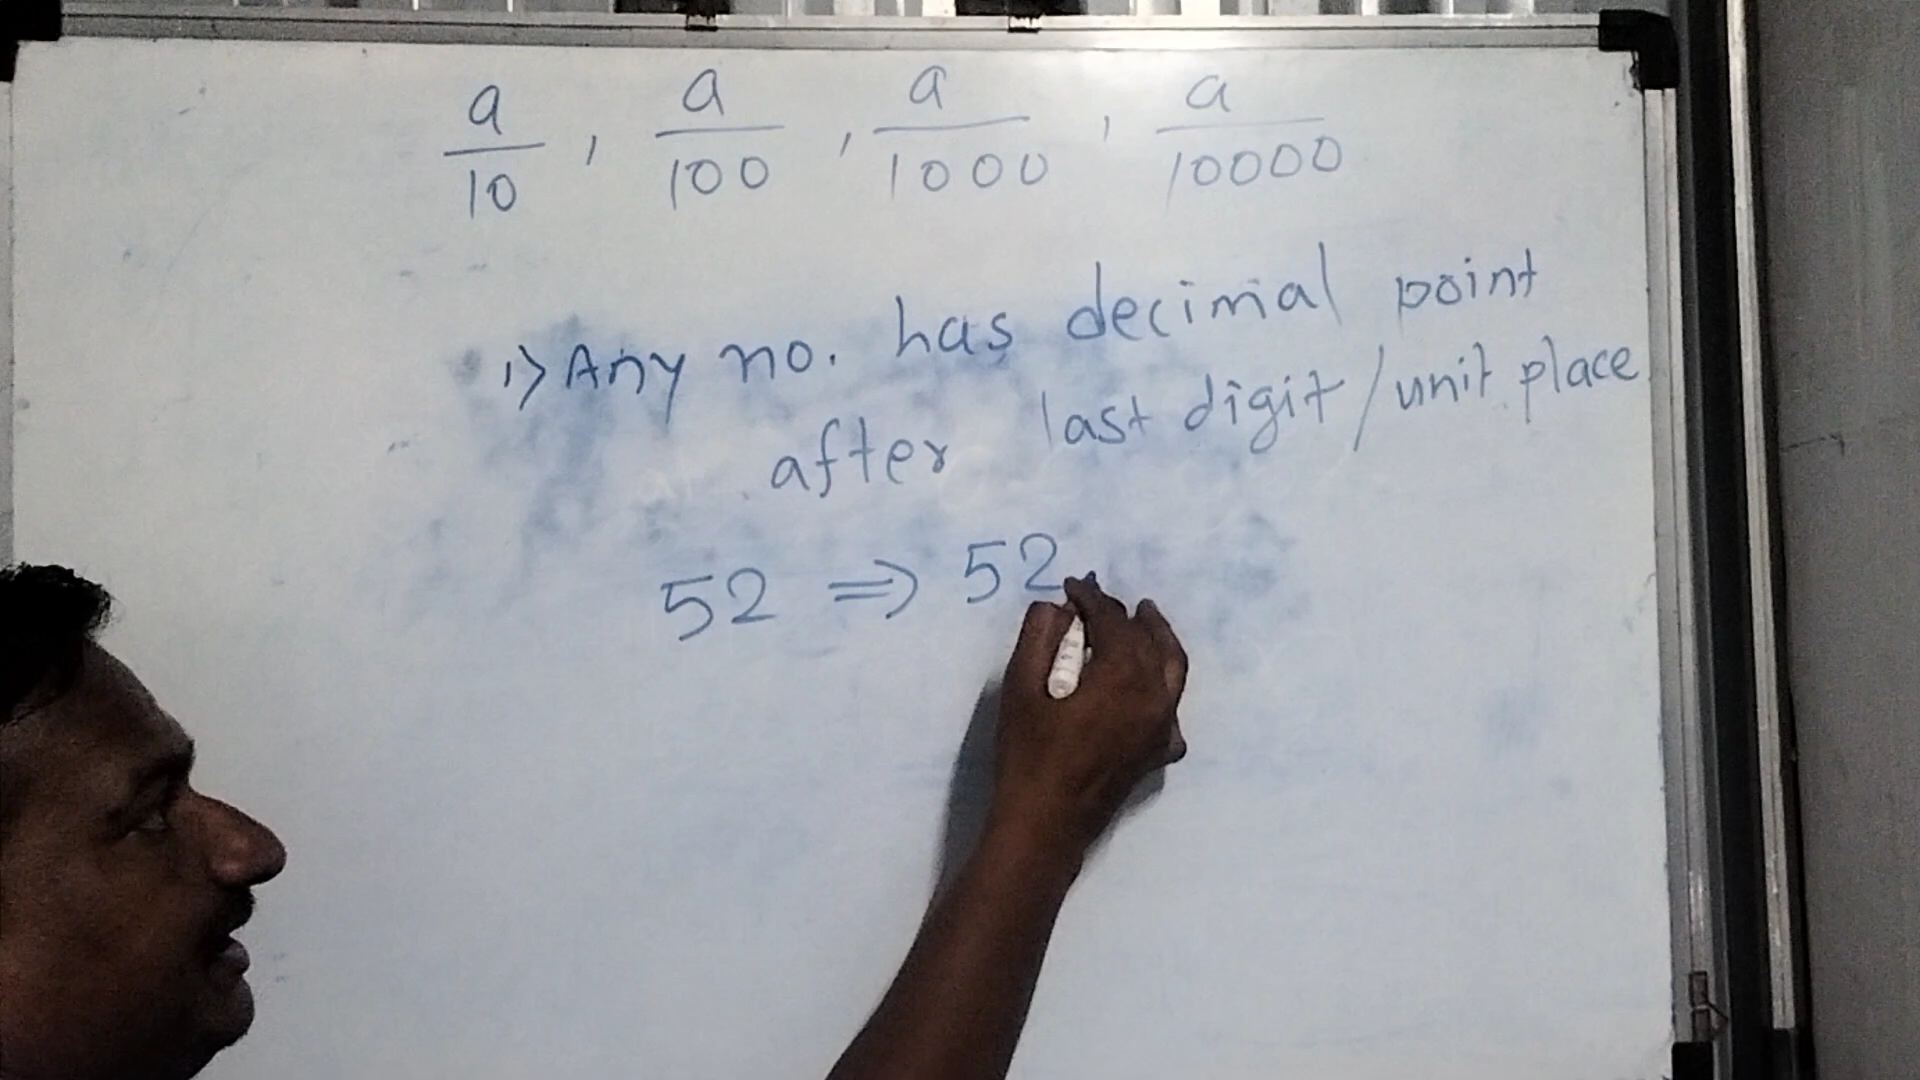 a/10 , a/100 , a/1000 , a/10000
1> Any no. has decimal point
after last digit/unit place
52 ⇒ 52.